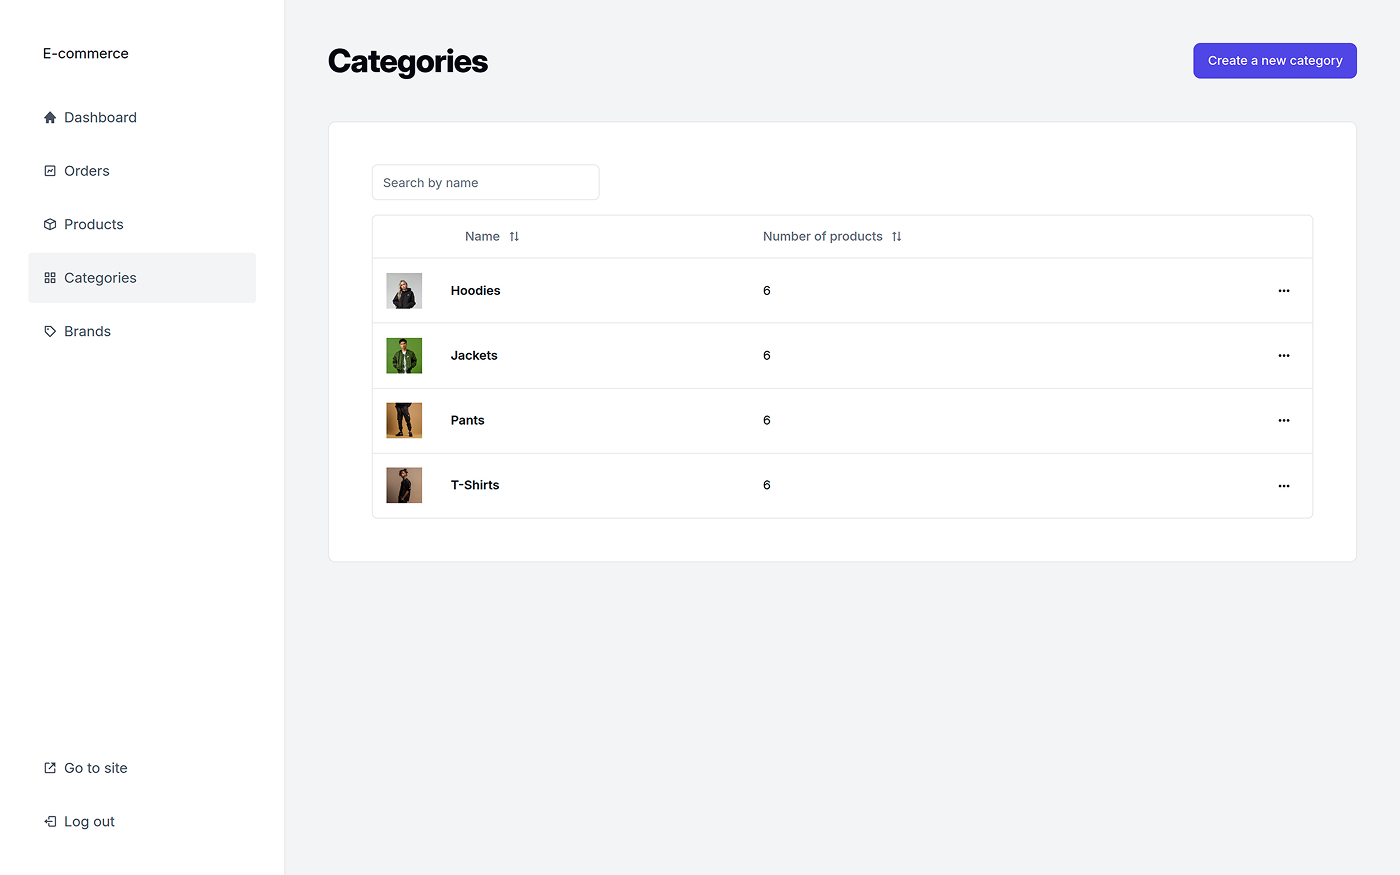 E-commerce
Dashboard
Orders
Products
Categories
Brands
Go to site
Log out
Categories
Create a new category
Search by name
Name
Number of products
Hoodies
6
Jackets
6
Pants
6
T-Shirts
6